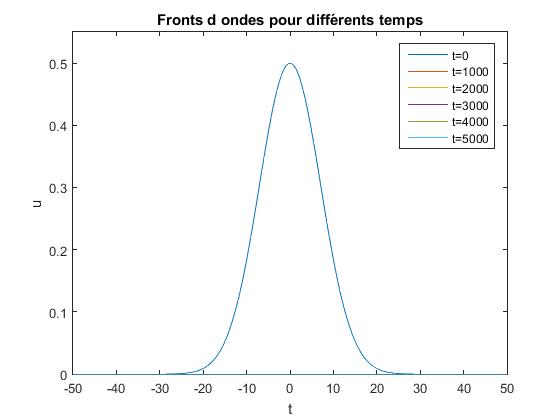 Fronts d ondes pour différents temps
t=0
t=1000
t=2000
t=3000
t=4000
t=5000
0.5
0.4
0.3
0.2
0.1
0
u
-50 -40 -30 -20 -10 0 10 20 30 40 50
t